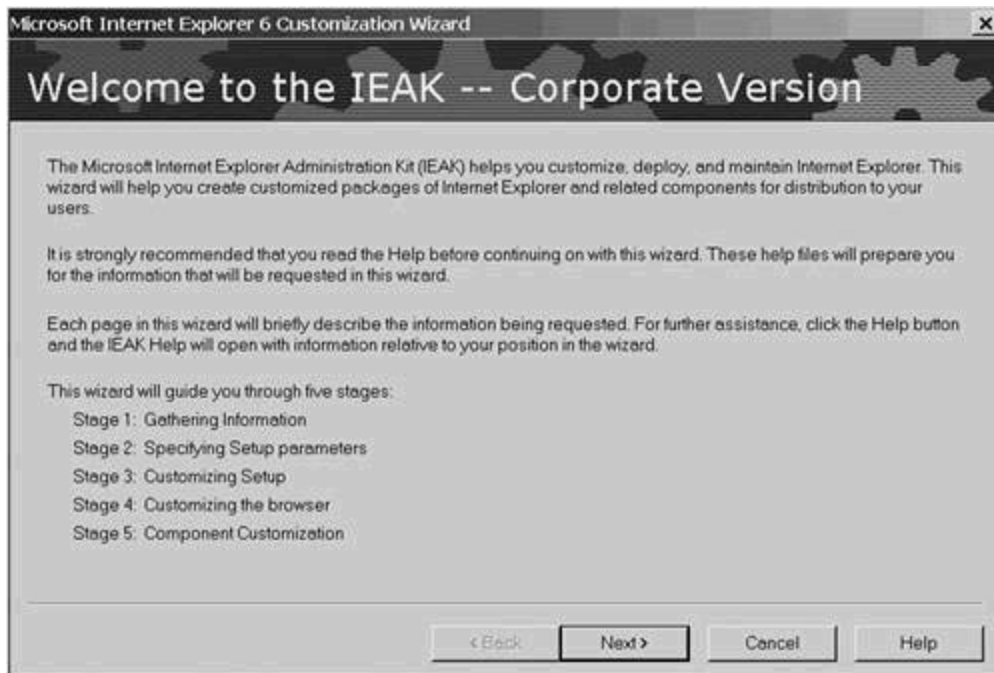 Microsoft Internet Explorer 6 Customization Wizard
Welcome to the IEAK -- Corporate Version
The Microsoft Internet Explorer Administration Kit (IEAK) helps you customize, deploy, and maintain Internet Explorer. This
wizard will help you create customized packages of Internet Explorer and related components for distribution to your
users.
It is strongly recommended that you read the Help before continuing on with this wizard. These help files will prepare you
for the information that will be requested in this wizard.
Each page in this wizard will briefly describe the information being requested. For further assistance, click the Help button
and the IEAK Help will open with information relative to your position in the wizard.
This wizard will guide you through five stages:
Stage 1: Gathering Information
Stage 2: Specifying Setup parameters
Stage 3: Customizing Setup
Stage 4: Customizing the browser
Stage 5: Component Customization
< Back Next > Cancel Help